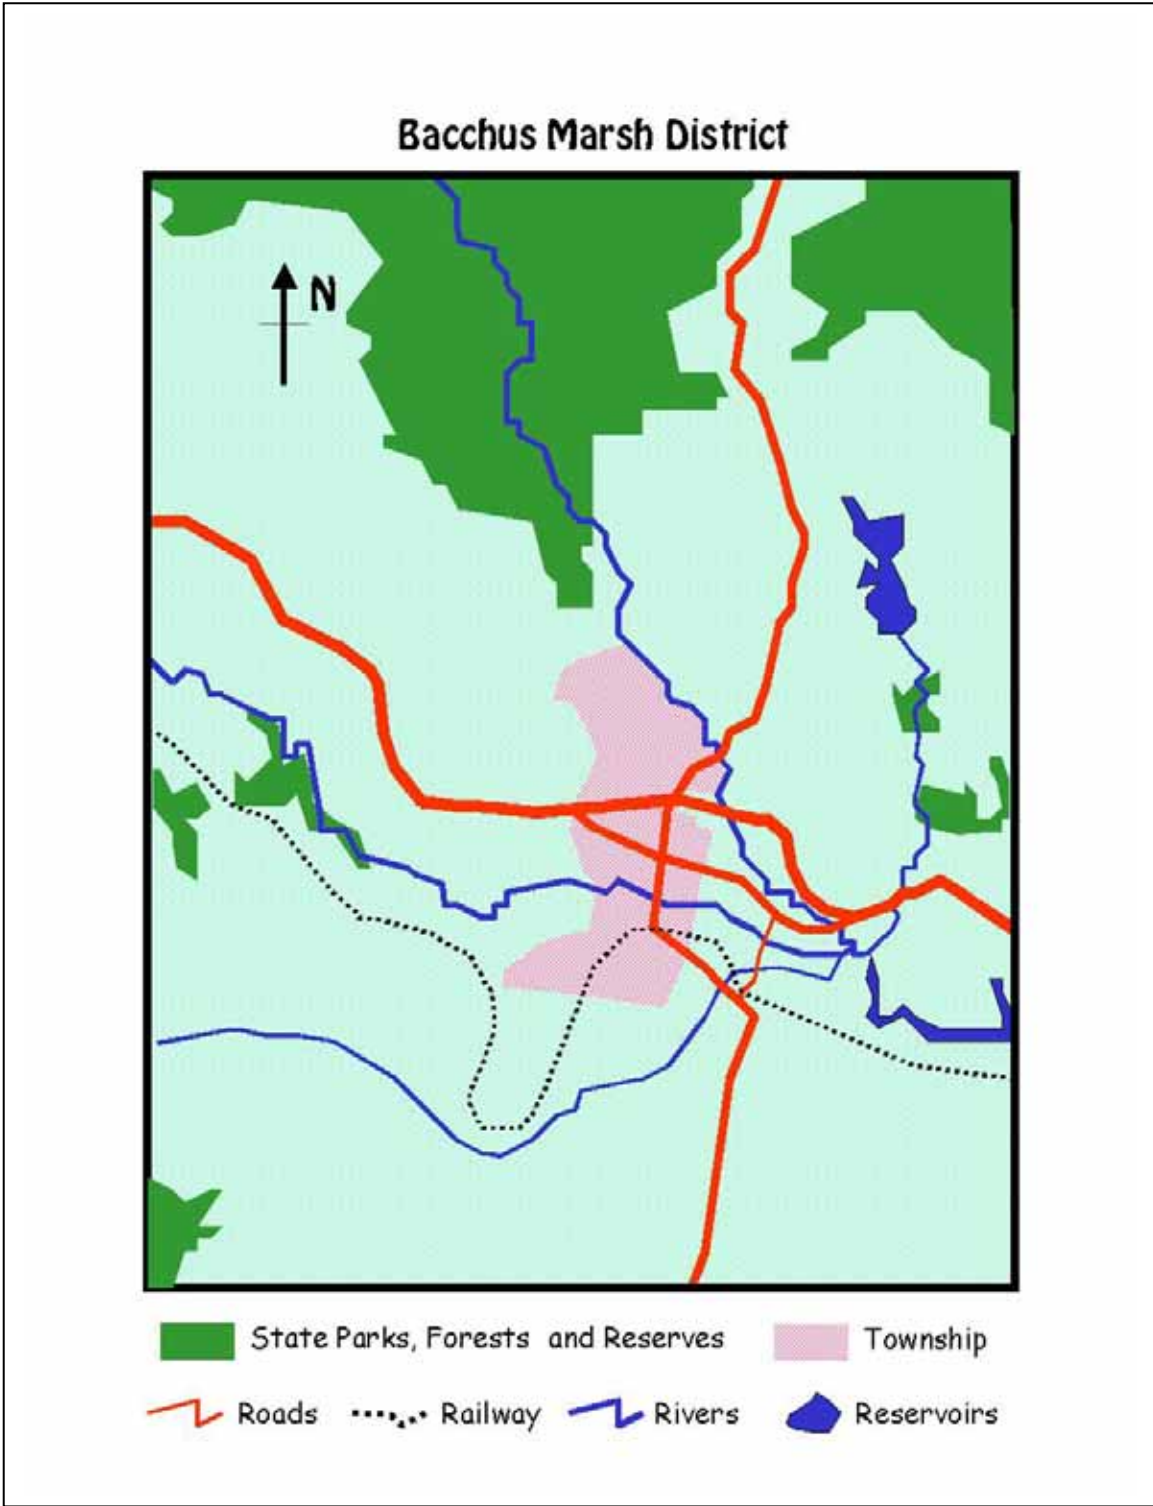 Bacchus Marsh District
N
State Parks, Forests and Reserves
Township
Roads
Railway
Rivers
Reservoirs